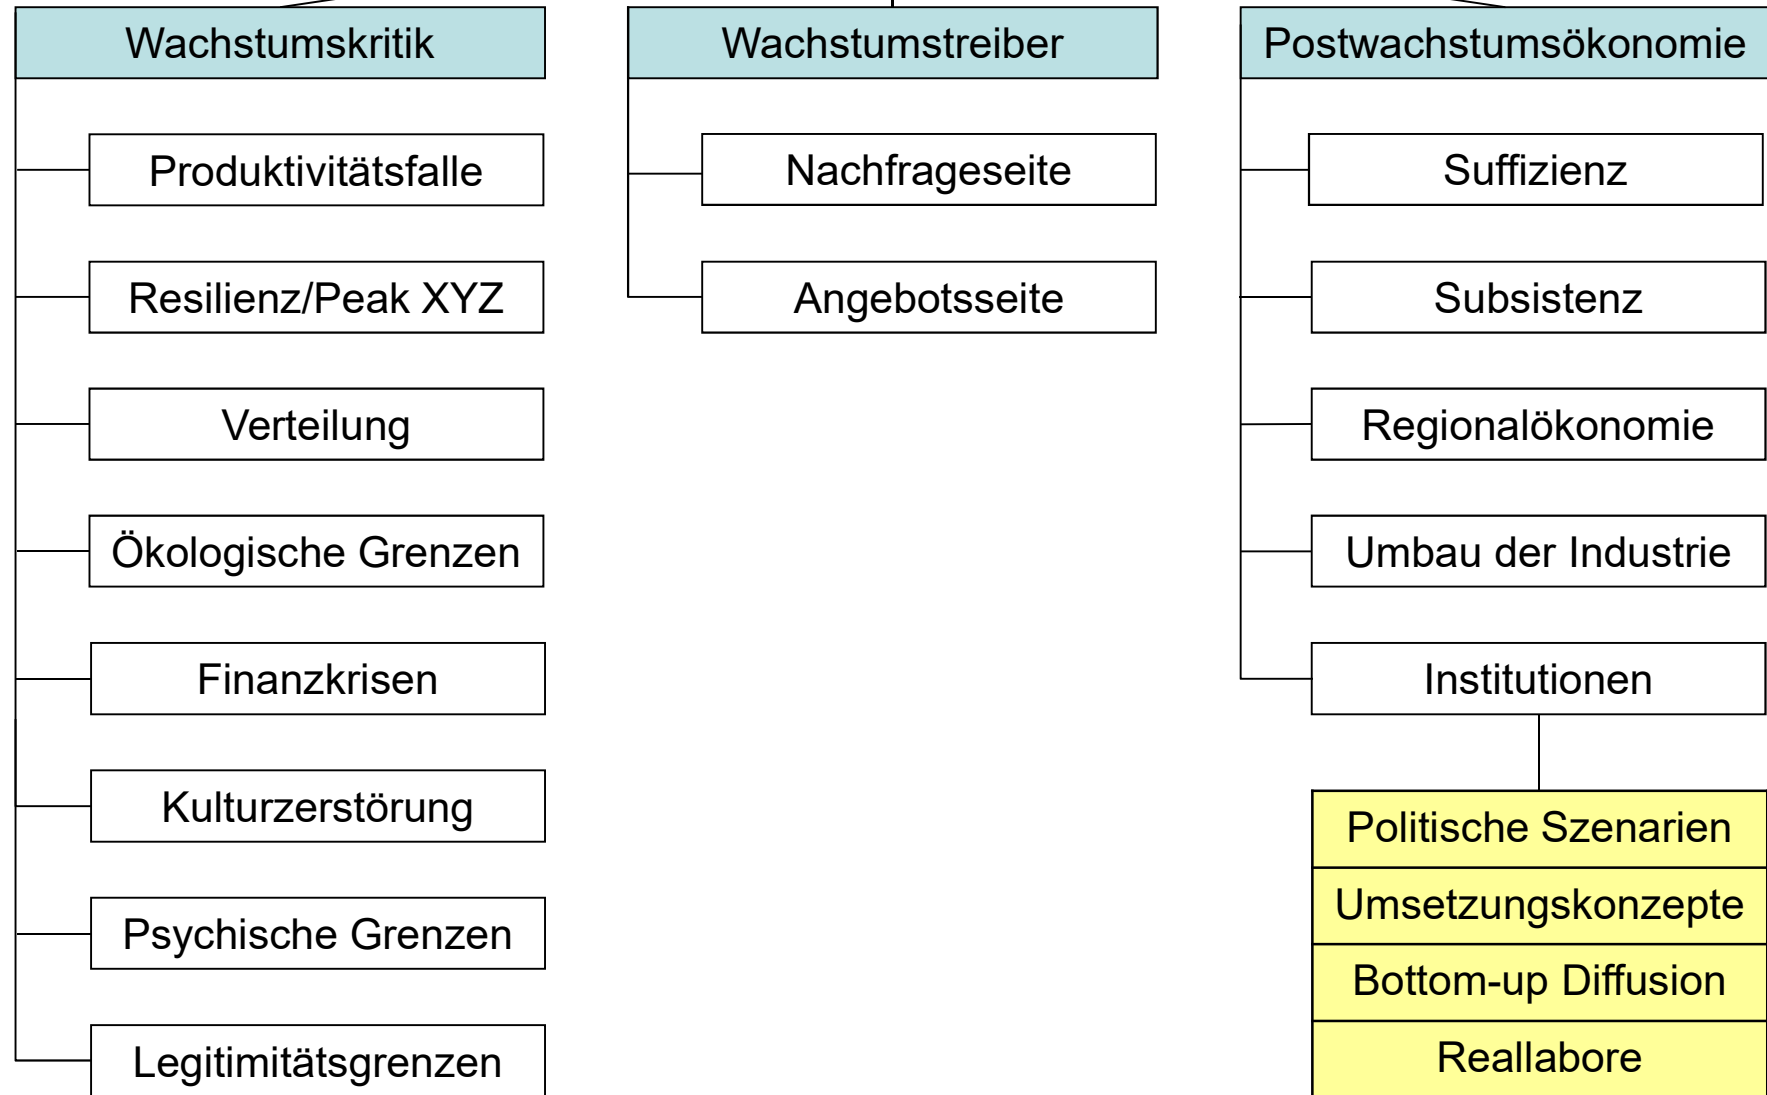 Wachstumskritik
Produktivitätsfalle
Resilienz/Peak XYZ
Verteilung
Ökologische Grenzen
Finanzkrisen
Kulturzerstörung
Psychische Grenzen
Legitimitätsgrenzen
Wachstumstreiber
Nachfrageseite
Angebotsseite
Postwachstumsökonomie
Suffizienz
Subsistenz
Regionalökonomie
Umbau der Industrie
Institutionen
Politische Szenarien
Umsetzungskonzepte
Bottom-up Diffusion
Reallabore